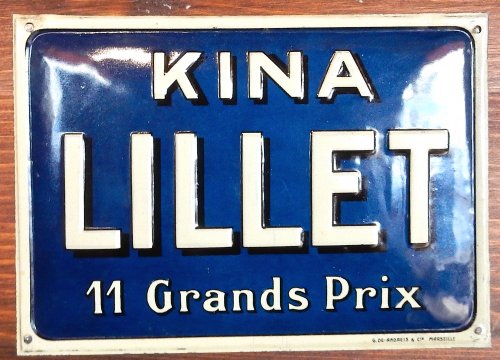 KINA
LILLET
11 Grands Prix
G. DE ANDREIS & Cie MARSEILLE